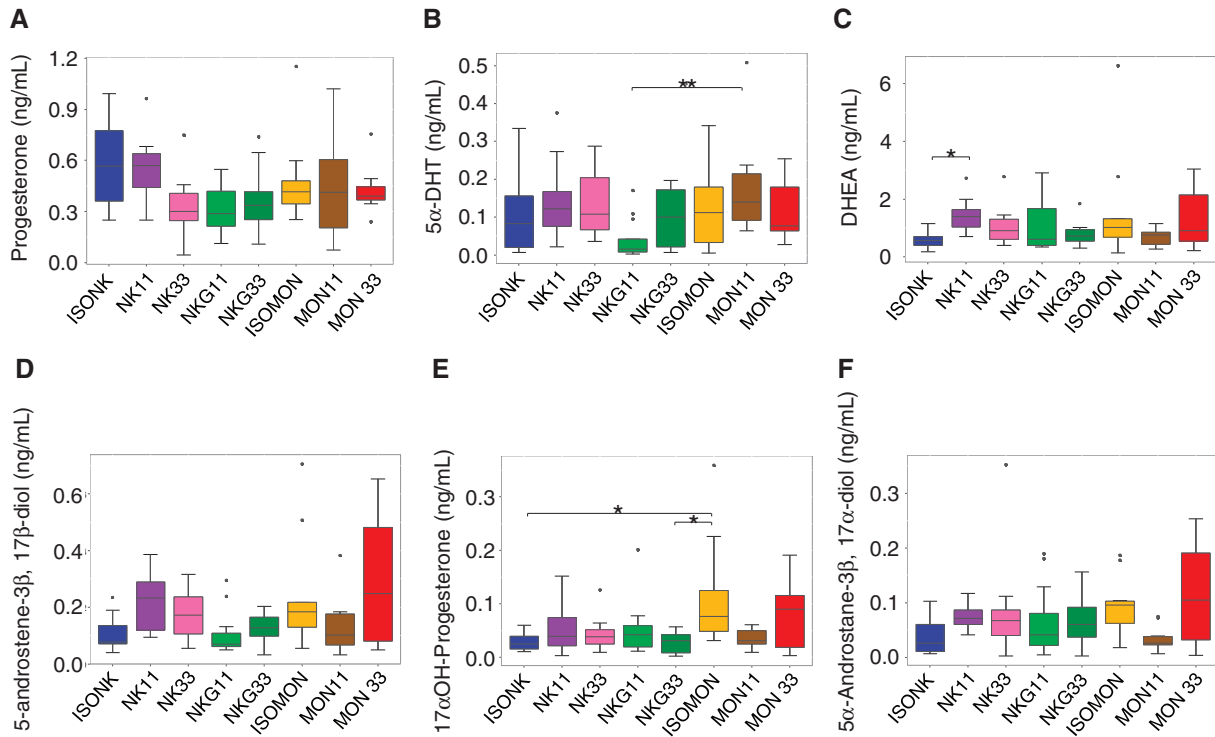 A
Progesterone (ng/mL)
1.2
0.9
0.6
0.3
0.0
ISONK
NK11
NK33
NKG11
NKG33
ISOMON
MON11
MON 33
B
5α-DHT (ng/mL)
0.5
0.4
0.3
0.2
0.1
0.0
**
ISONK
NK11
NK33
NKG11
NKG33
ISOMON
MON11
MON 33
C
DHEA (ng/mL)
6
4
2
0
*
ISONK
NK11
NK33
NKG11
NKG33
ISOMON
MON11
MON 33
D
5-androstene-3β, 17β-diol (ng/mL)
0.6
0.4
0.2
0.0
ISONK
NK11
NK33
NKG11
NKG33
ISOMON
MON11
MON 33
E
17αOH-Progesterone (ng/mL)
0.3
0.2
0.1
0.0
*
*
ISONK
NK11
NK33
NKG11
NKG33
ISOMON
MON11
MON 33
F
5α-Androstane-3β, 17α-diol (ng/mL)
0.3
0.2
0.1
0.0
ISONK
NK11
NK33
NKG11
NKG33
ISOMON
MON11
MON 33